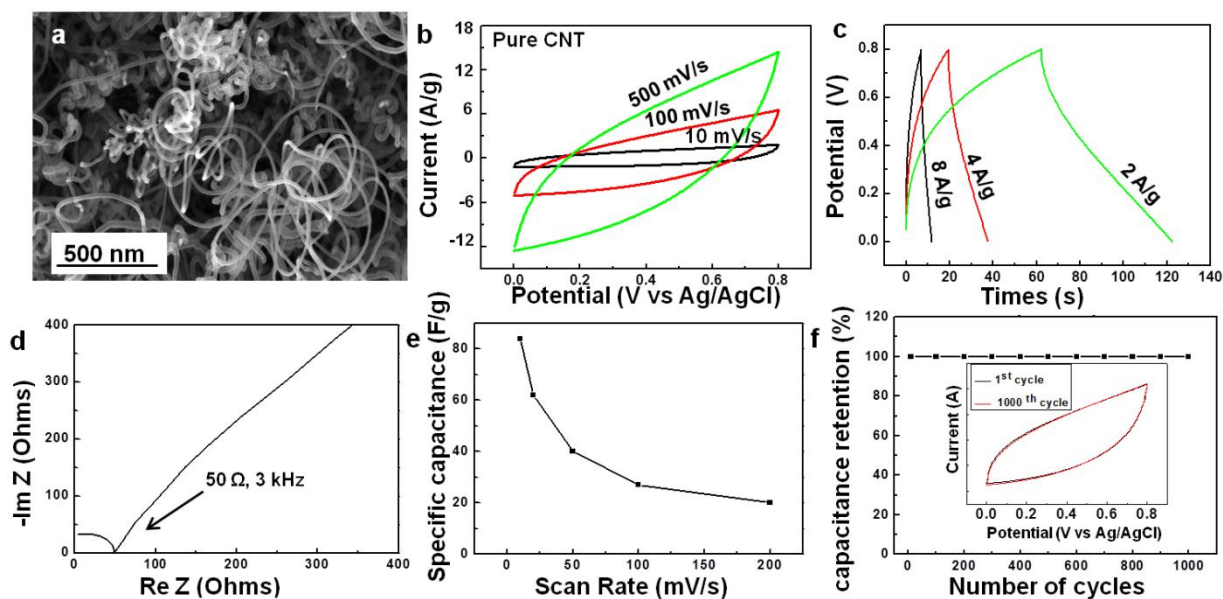 a
500 nm
b
Pure CNT
500 mV/s
100 mV/s
10 mV/s
Current (A/g)
18
12
6
0
-6
-12
0.0 0.2 0.4 0.6 0.8
Potential (V vs Ag/AgCl)
c
Potential (V)
0.8
0.6
0.4
0.2
0.0
8 A/g
4 A/g
2 A/g
0 20 40 60 80 100 120 140
Times (s)
d
-Im Z (Ohms)
400
300
200
100
0
50 Ω, 3 kHz
0 100 200 300 400
Re Z (Ohms)
e
Specific capacitance (F/g)
80
60
40
20
0
0 50 100 150 200
Scan Rate (mV/s)
f
capacitance retention (%)
120
100
80
60
40
20
0
1st cycle
1000 th cycle
Current (A)
0.0 0.2 0.4 0.6 0.8
Potential (V vs Ag/AgCl)
0 200 400 600 800 1000
Number of cycles